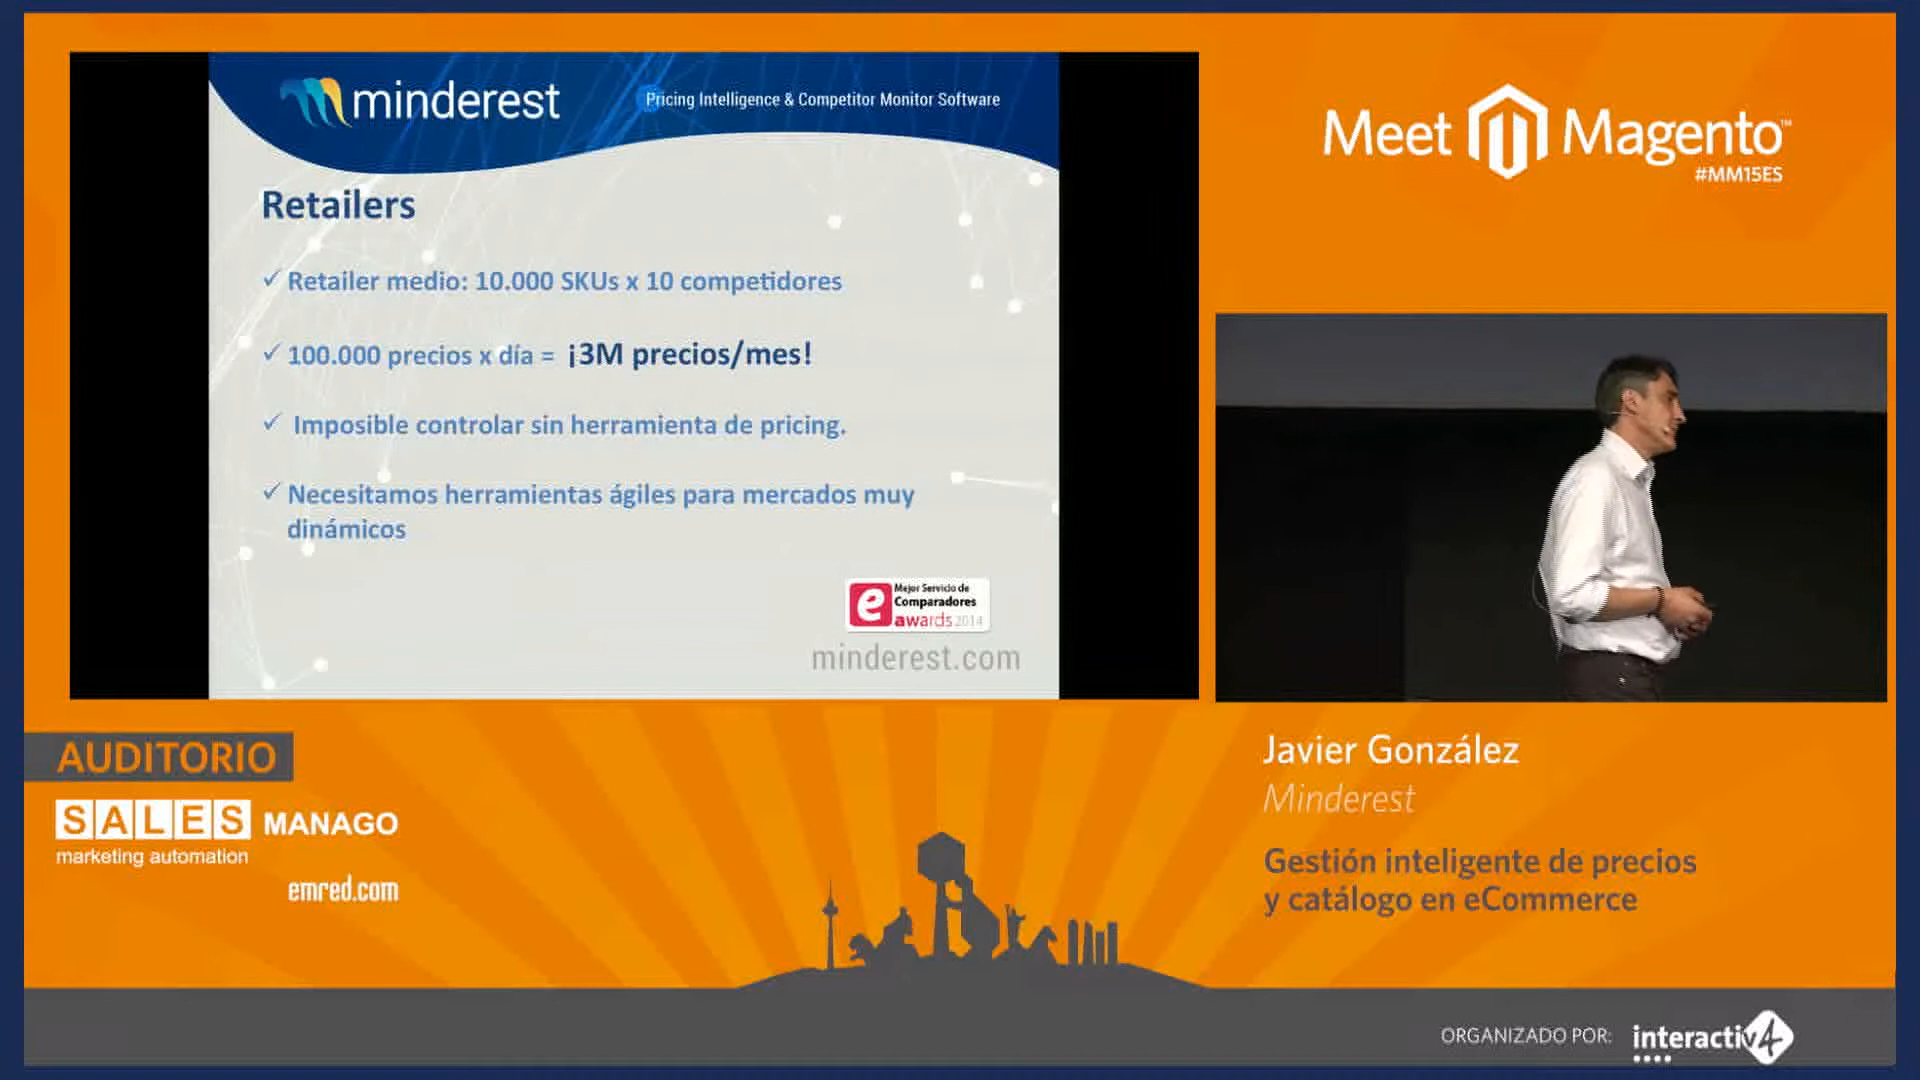 minderest
Pricing Intelligence & Competitor Monitor Software
Retailers
✓ Retailer medio: 10.000 SKUs x 10 competidores
✓ 100.000 precios x día = ¡3M precios/mes!
✓ Imposible controlar sin herramienta de pricing.
✓ Necesitamos herramientas ágiles para mercados muy
dinámicos
e
Mejor Servicio de
Comparadores
awards 2014
minderest.com
Meet Magento™
#MM15ES
AUDITORIO
SALES MANAGO
marketing automation
emred.com
Javier González
Minderest
Gestión inteligente de precios
y catálogo en eCommerce
ORGANIZADO POR: interactiv4